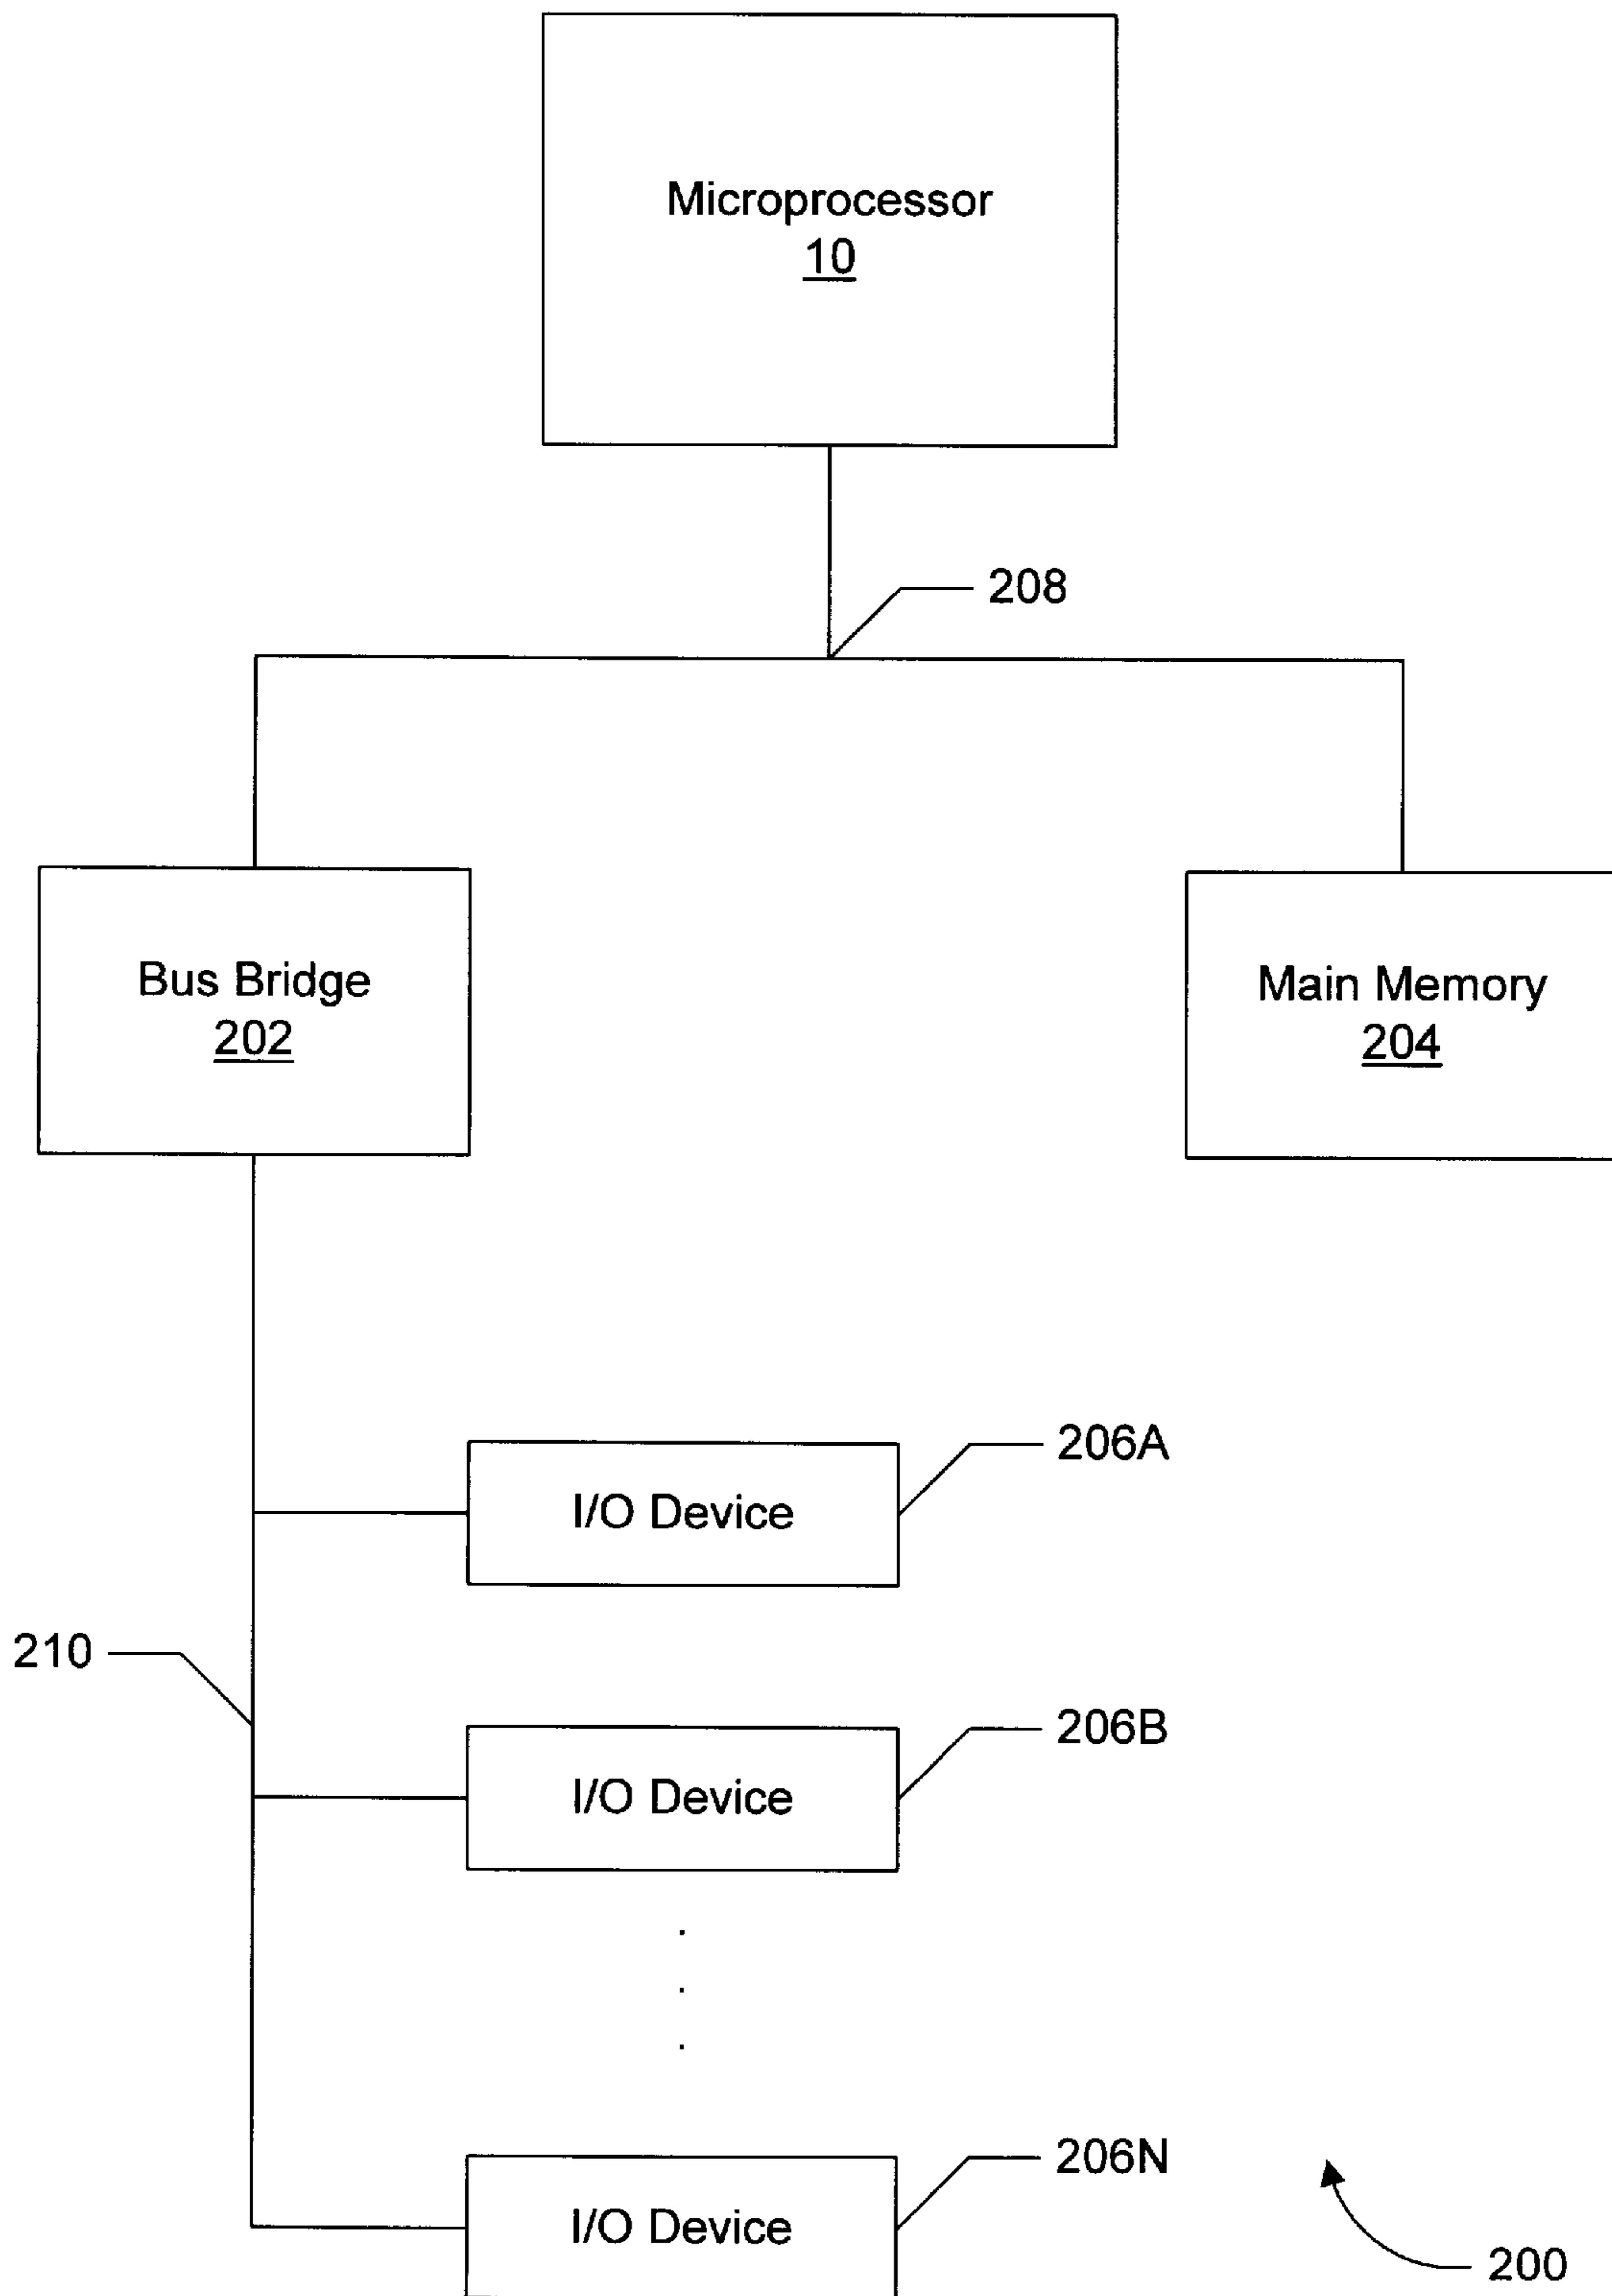 Microprocessor
10
208
Bus Bridge
202
Main Memory
204
206A
I/O Device
210
206B
I/O Device
206N
I/O Device
200